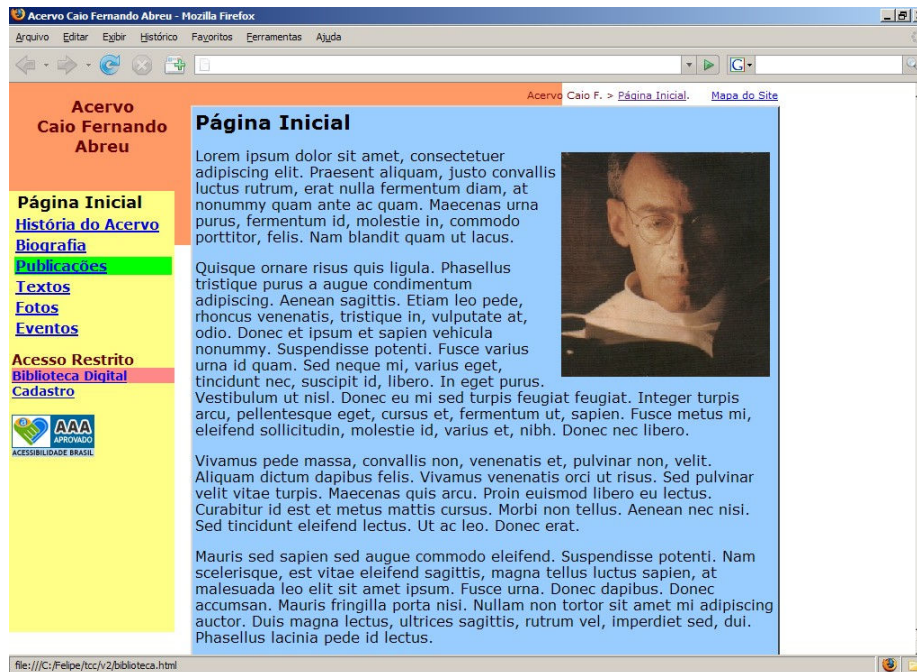 Acervo Caio Fernando Abreu - Mozilla Firefox
Arquivo Editar Exibir Histórico Favoritos Ferramentas Ajuda
G
Acervo Caio F. > Página Inicial. Mapa do Site
Acervo
Caio Fernando
Abreu
Página Inicial
História do Acervo
Biografia
Publicações
Textos
Fotos
Eventos
Acesso Restrito
Biblioteca Digital
Cadastro
AAA
APROVADO
ACESSIBILIDADE BRASIL
Página Inicial
Lorem ipsum dolor sit amet, consectetuer
adipiscing elit. Praesent aliquam, justo convallis
luctus rutrum, erat nulla fermentum diam, at
nonummy quam ante ac quam. Maecenas urna
purus, fermentum id, molestie in, commodo
porttitor, felis. Nam blandit quam ut lacus.
Quisque ornare risus quis ligula. Phasellus
tristique purus a augue condimentum
adipiscing. Aenean sagittis. Etiam leo pede,
rhoncus venenatis, tristique in, vulputate at,
odio. Donec et ipsum et sapien vehicula
nonummy. Suspendisse potenti. Fusce varius
urna id quam. Sed neque mi, varius eget,
tincidunt nec, suscipit id, libero. In eget purus.
Vestibulum ut nisl. Donec eu mi sed turpis feugiat feugiat. Integer turpis
arcu, pellentesque eget, cursus et, fermentum ut, sapien. Fusce metus mi,
eleifend sollicitudin, molestie id, varius et, nibh. Donec nec libero.
Vivamus pede massa, convallis non, venenatis et, pulvinar non, velit.
Aliquam dictum dapibus felis. Vivamus venenatis orci ut risus. Sed pulvinar
velit vitae turpis. Maecenas quis arcu. Proin euismod libero eu lectus.
Curabitur id est et metus mattis cursus. Morbi non tellus. Aenean nec nisi.
Sed tincidunt eleifend lectus. Ut ac leo. Donec erat.
Mauris sed sapien sed augue commodo eleifend. Suspendisse potenti. Nam
scelerisque, est vitae eleifend sagittis, magna tellus luctus sapien, at
malesuada leo elit sit amet ipsum. Fusce urna. Donec dapibus. Donec
accumsan. Mauris fringilla porta nisi. Nullam non tortor sit amet mi adipiscing
auctor. Duis magna lectus, ultrices sagittis, rutrum vel, imperdiet sed, dui.
Phasellus lacinia pede id lectus.
file:///C:/Felipe/tcc/v2/biblioteca.html